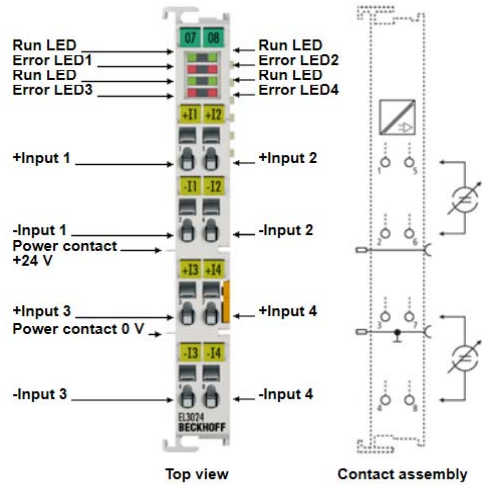 07 08
Run LED
Error LED1
Run LED
Error LED3
Run LED
Error LED2
Run LED
Error LED4
+I1 +I2
+Input 1
+Input 2
1 5
-I1 -I2
-Input 1
-Input 2
2 6
Power contact
+24 V
+I3 +I4
+Input 3
+Input 4
3 7
Power contact 0 V
-I3 -I4
-Input 3
-Input 4
4 8
EL3024
BECKHOFF
Top view
Contact assembly